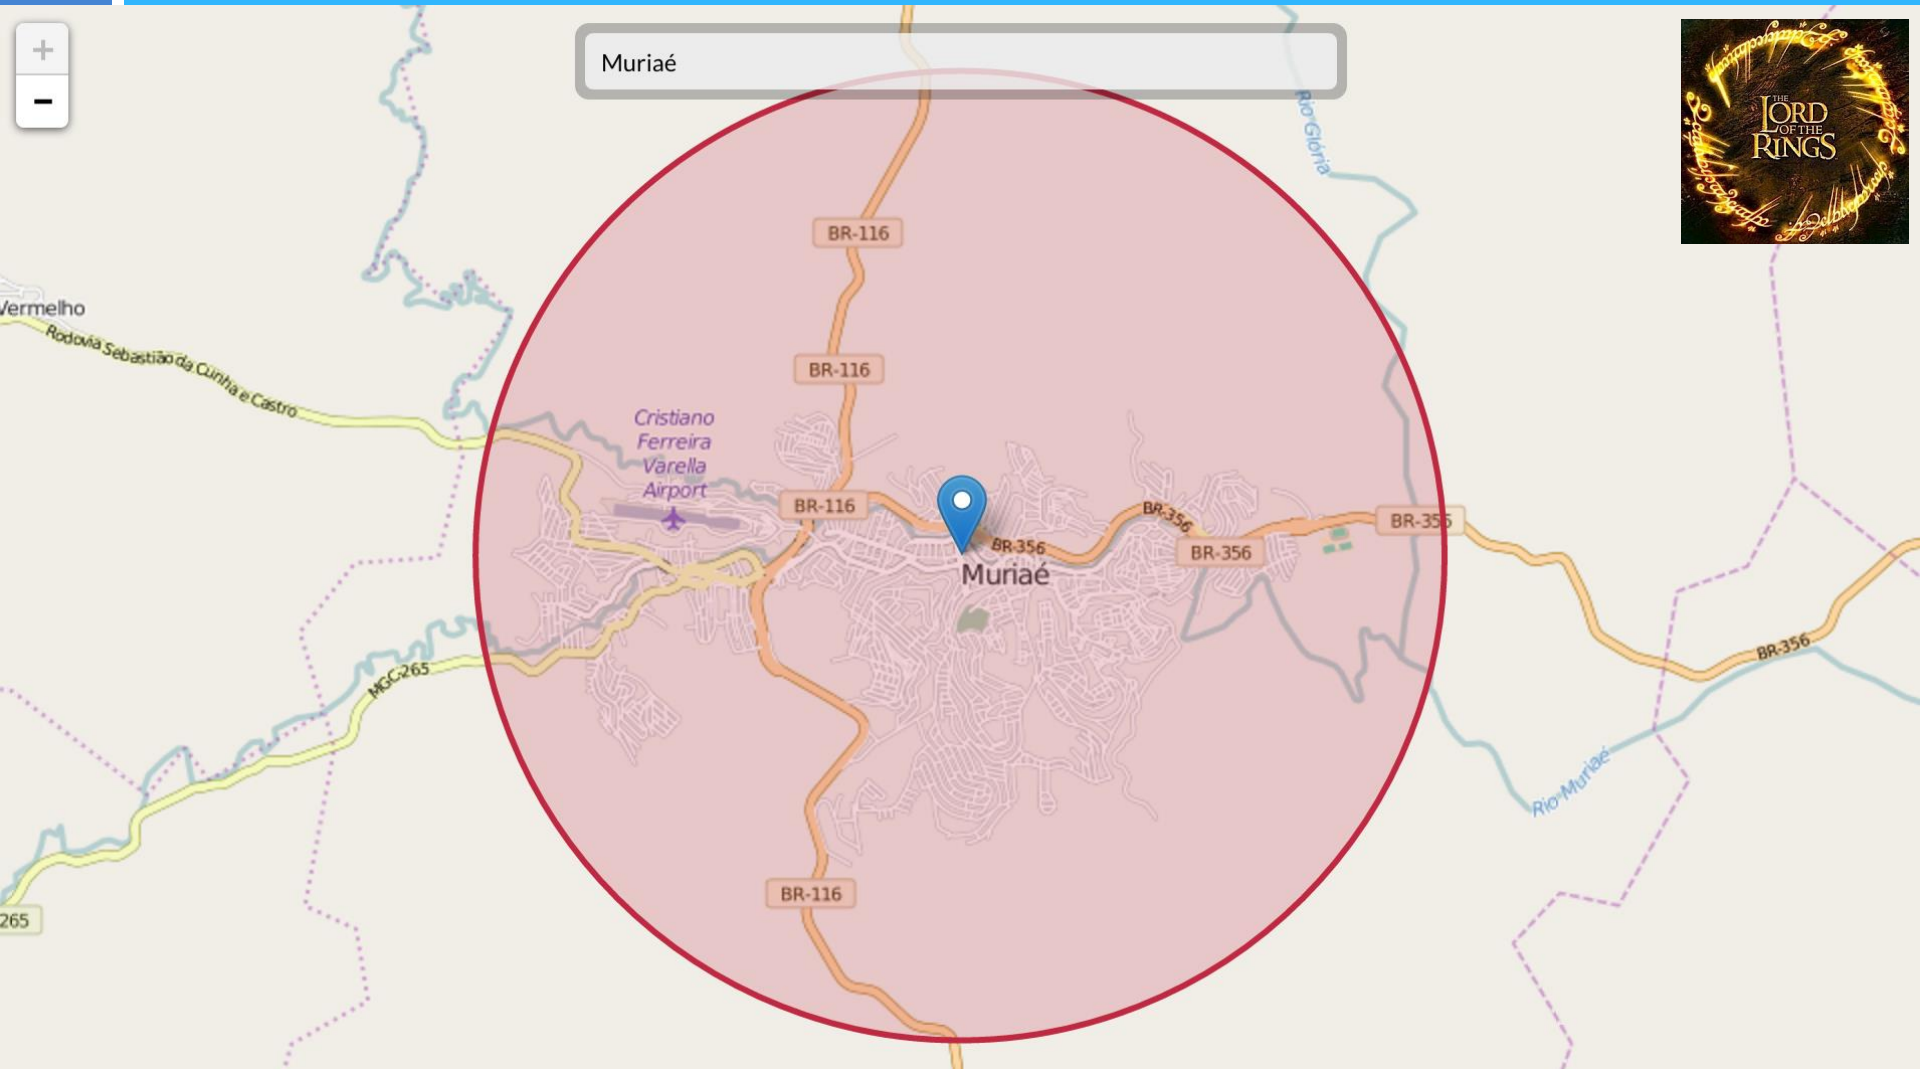 +
-
Muriaé
THE
LORD
OF THE
RINGS
Rio Glória
BR-116
Vermelho
Rodovia Sebastião da Cunha e Castro
BR-116
Cristiano
Ferreira
Varella
Airport
BR-116
BR-356
BR-356
BR-356
BR-356
Muriaé
MGC-265
BR-356
Rio Muriaé
BR-116
265